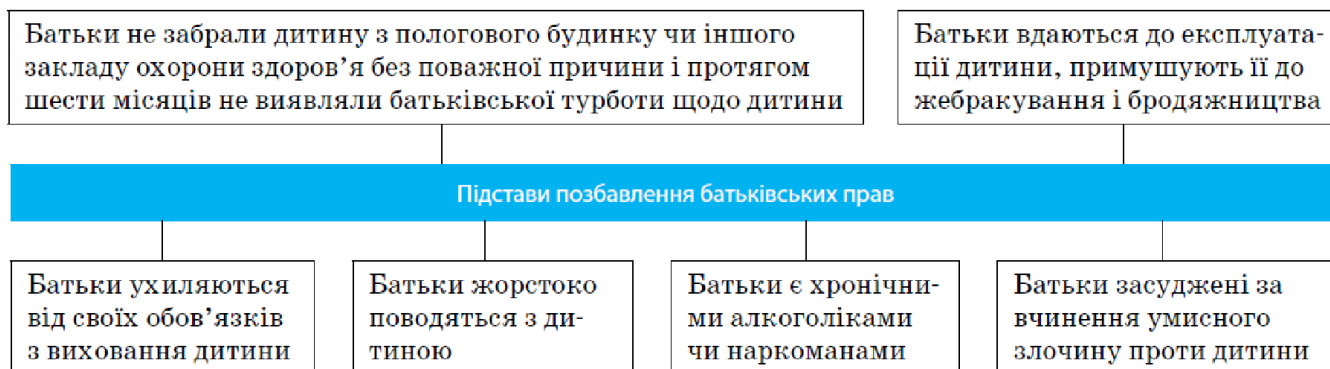 Батьки не забрали дитину з пологового будинку чи іншого
закладу охорони здоров’я без поважної причини і протягом
шести місяців не виявляли батьківської турботи щодо дитини
Батьки вдаються до експлуата-
ції дитини, примушують її до
жебракування і бродяжництва
Підстави позбавлення батьківських прав
Батьки ухиляються
від своїх обов’язків
з виховання дитини
Батьки жорстоко
поводяться з ди-
тиною
Батьки є хронічни-
ми алкоголіками
чи наркоманами
Батьки засуджені за
вчинення умисного
злочину проти дитини